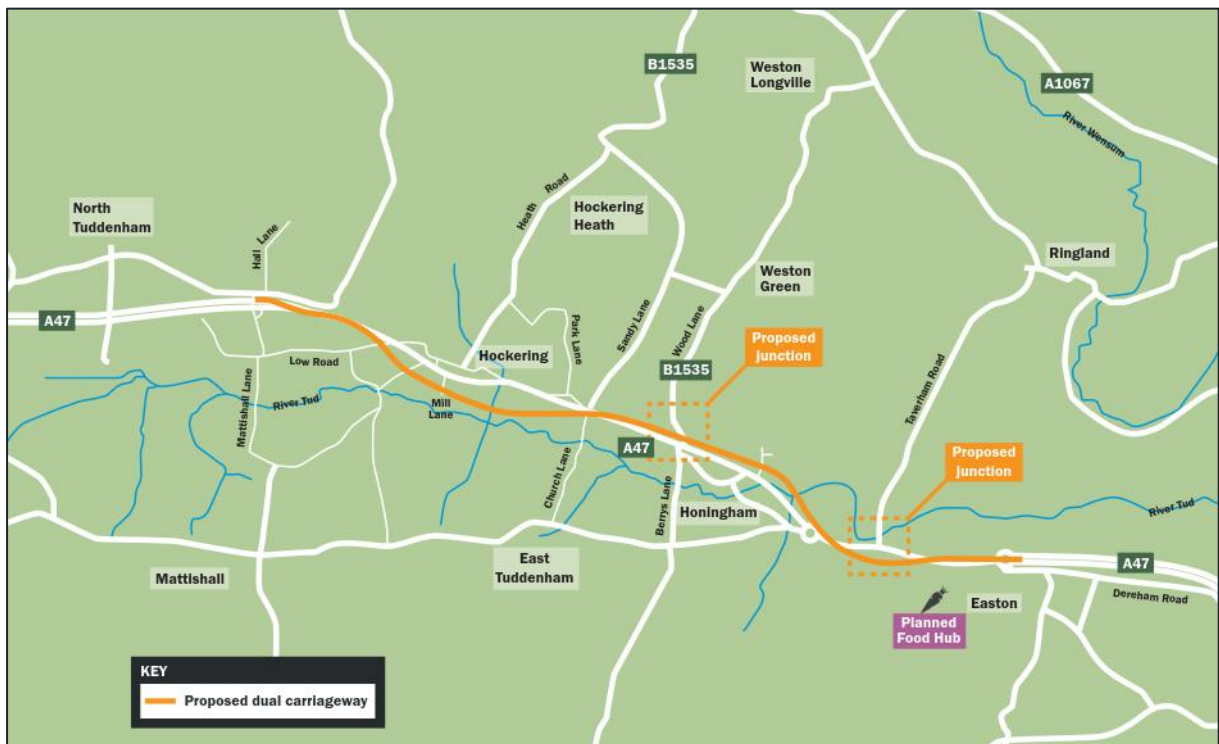 B1535
Weston
Longville
A1067
River Wensum
North
Tuddenham
Hall Lane
Heath Road
Hockering
Heath
Ringland
Weston
Green
A47
Sandy Lane
Wood Lane
Proposed
junction
Park Lane
Hockering
Low Road
B1535
Taverham Road
Mattishall Lane
River Tud
Mill
Lane
A47
Proposed
junction
Church Lane
Berrys Lane
Honingham
River Tud
East
Tuddenham
Mattishall
A47
Dereham Road
Easton
Planned
Food Hub
KEY
Proposed dual carriageway